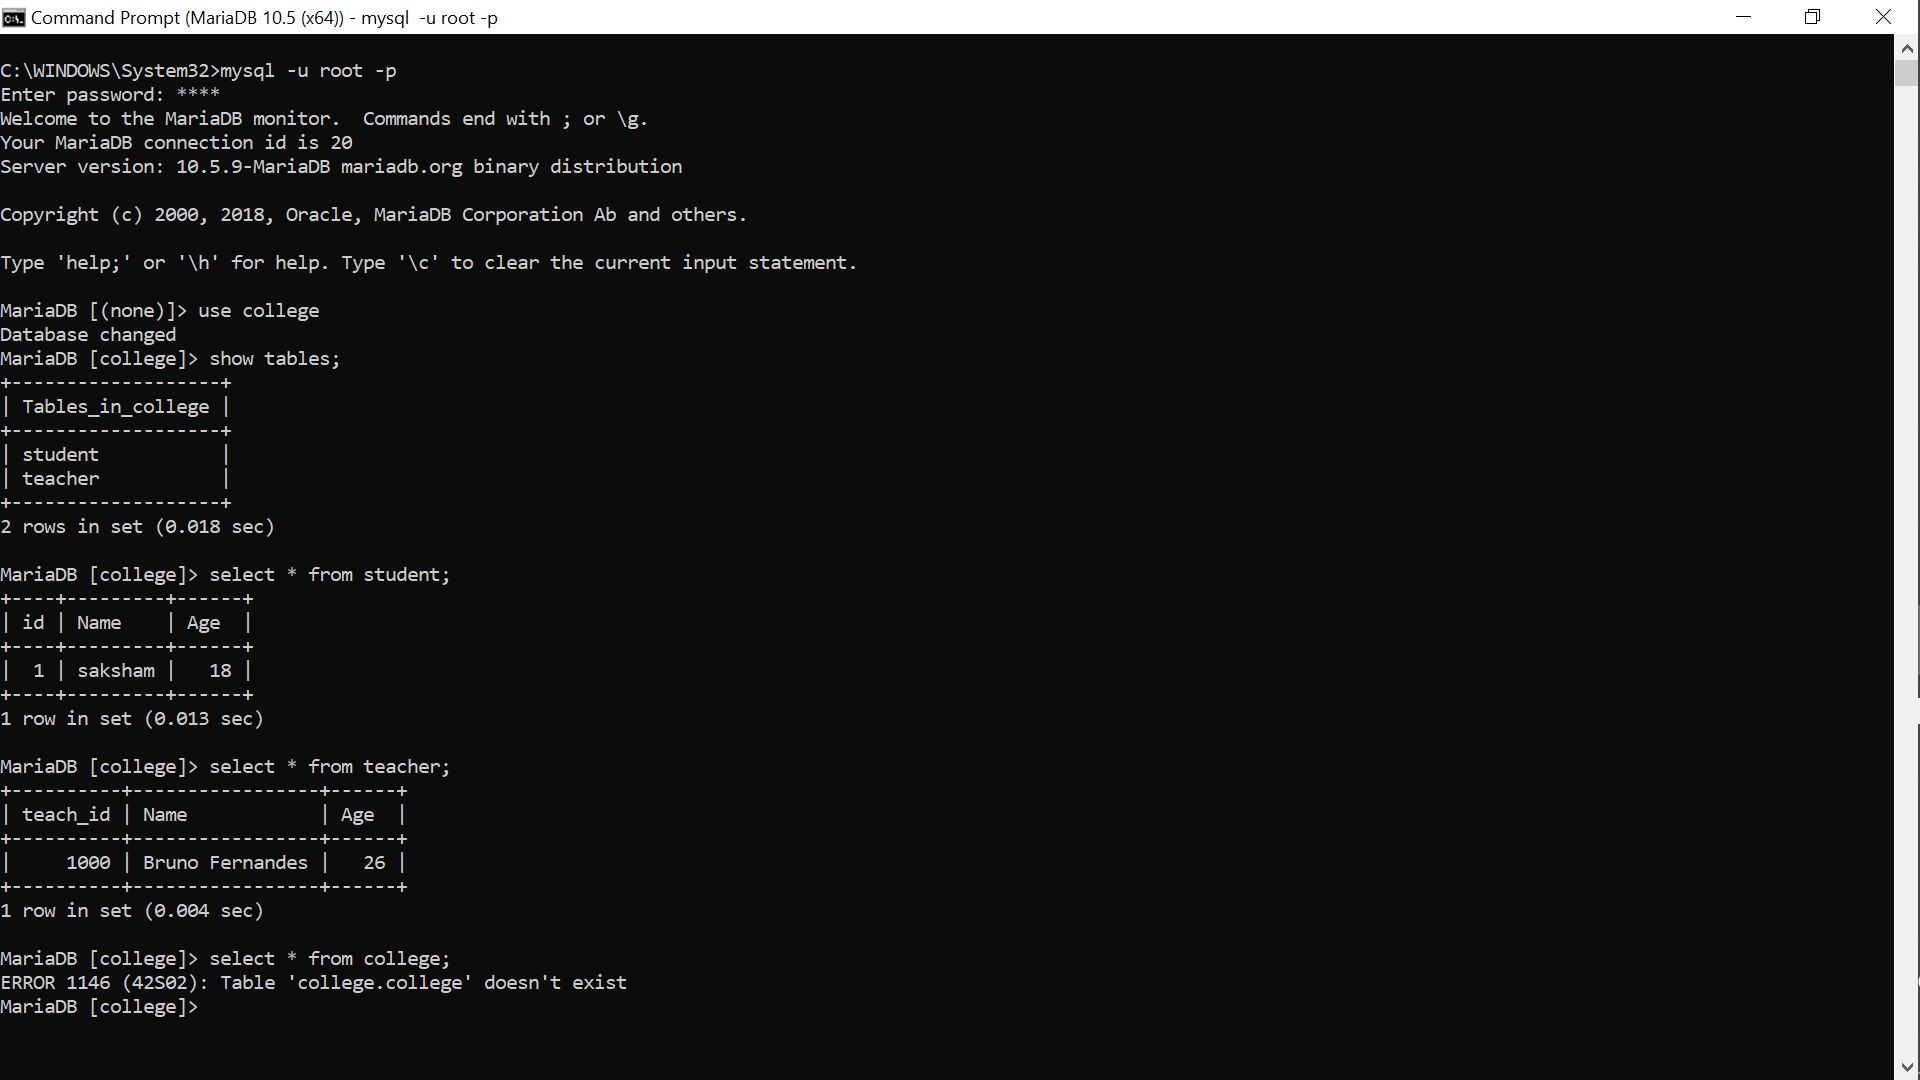 Command Prompt (MariaDB 10.5 (x64)) - mysql  -u root -p
C:\WINDOWS\System32>mysql -u root -p
Enter password: ****
Welcome to the MariaDB monitor.  Commands end with ; or \g.
Your MariaDB connection id is 20
Server version: 10.5.9-MariaDB mariadb.org binary distribution
Copyright (c) 2000, 2018, Oracle, MariaDB Corporation Ab and others.
Type 'help;' or '\h' for help. Type '\c' to clear the current input statement.
MariaDB [(none)]> use college
Database changed
MariaDB [college]> show tables;
+-------------------+
| Tables_in_college |
+-------------------+
| student           |
| teacher           |
+-------------------+
2 rows in set (0.018 sec)
MariaDB [college]> select * from student;
+----+---------+------+
| id | Name    | Age  |
+----+---------+------+
|  1 | saksham |   18 |
+----+---------+------+
1 row in set (0.013 sec)
MariaDB [college]> select * from teacher;
+----------+-----------------+------+
| teach_id | Name            | Age  |
+----------+-----------------+------+
|     1000 | Bruno Fernandes |   26 |
+----------+-----------------+------+
1 row in set (0.004 sec)
MariaDB [college]> select * from college;
ERROR 1146 (42S02): Table 'college.college' doesn't exist
MariaDB [college]>